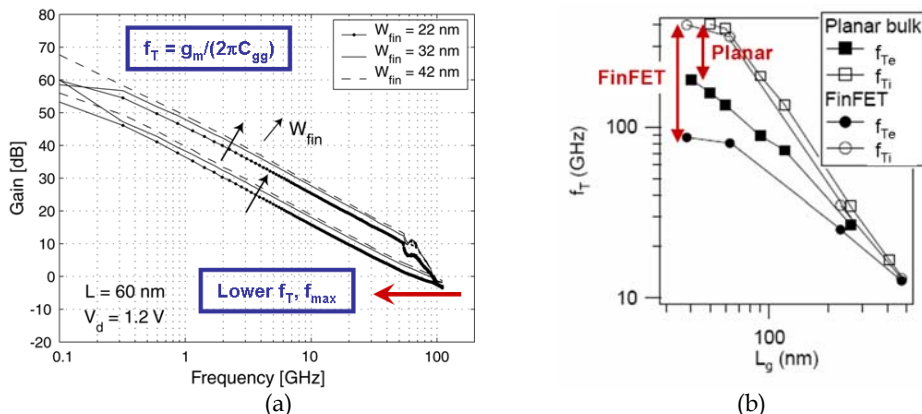 f_T = g_m/(2πC_gg)
W_fin = 22 nm
W_fin = 32 nm
W_fin = 42 nm
W_fin
Lower f_T, f_max
L = 60 nm
V_d = 1.2 V
Gain [dB]
80
70
60
50
40
30
20
10
0
-10
-20
0.1
1
10
100
Frequency [GHz]
(a)
Planar bulk
f_Te
f_Ti
FinFET
f_Te
f_Ti
Planar
FinFET
f_T (GHz)
100
10
100
L_g (nm)
(b)